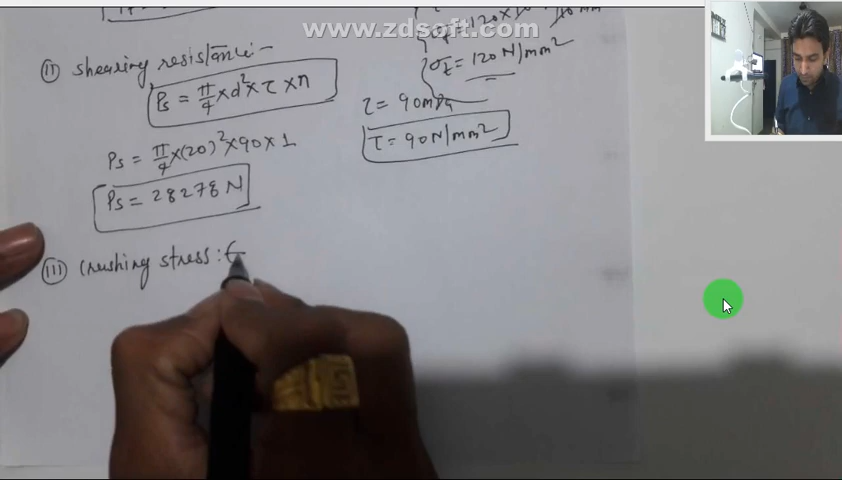 www.zdsoft.com
(II) shearing resistance:-
Ps = π/4 × d² × τ × n
Ps = π/4 × (20)² × 90 × 1
Ps = 28278 N
(III) Crushing stress:-
σt = 120 N/mm²
τ = 90 MPa
τ = 90 N/mm²